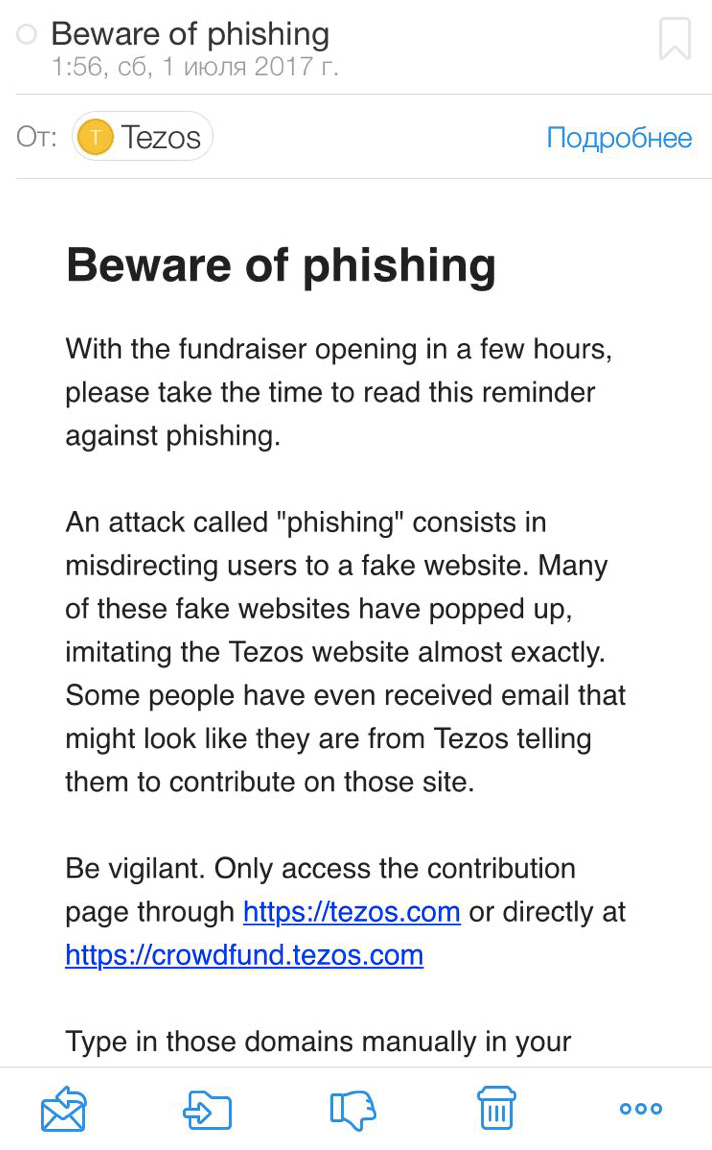 Beware of phishing
1:56, сб, 1 июля 2017 г.
От: T Tezos Подробнее
Beware of phishing
With the fundraiser opening in a few hours,
please take the time to read this reminder
against phishing.
An attack called "phishing" consists in
misdirecting users to a fake website. Many
of these fake websites have popped up,
imitating the Tezos website almost exactly.
Some people have even received email that
might look like they are from Tezos telling
them to contribute on those site.
Be vigilant. Only access the contribution
page through https://tezos.com or directly at
https://crowdfund.tezos.com
Type in those domains manually in your